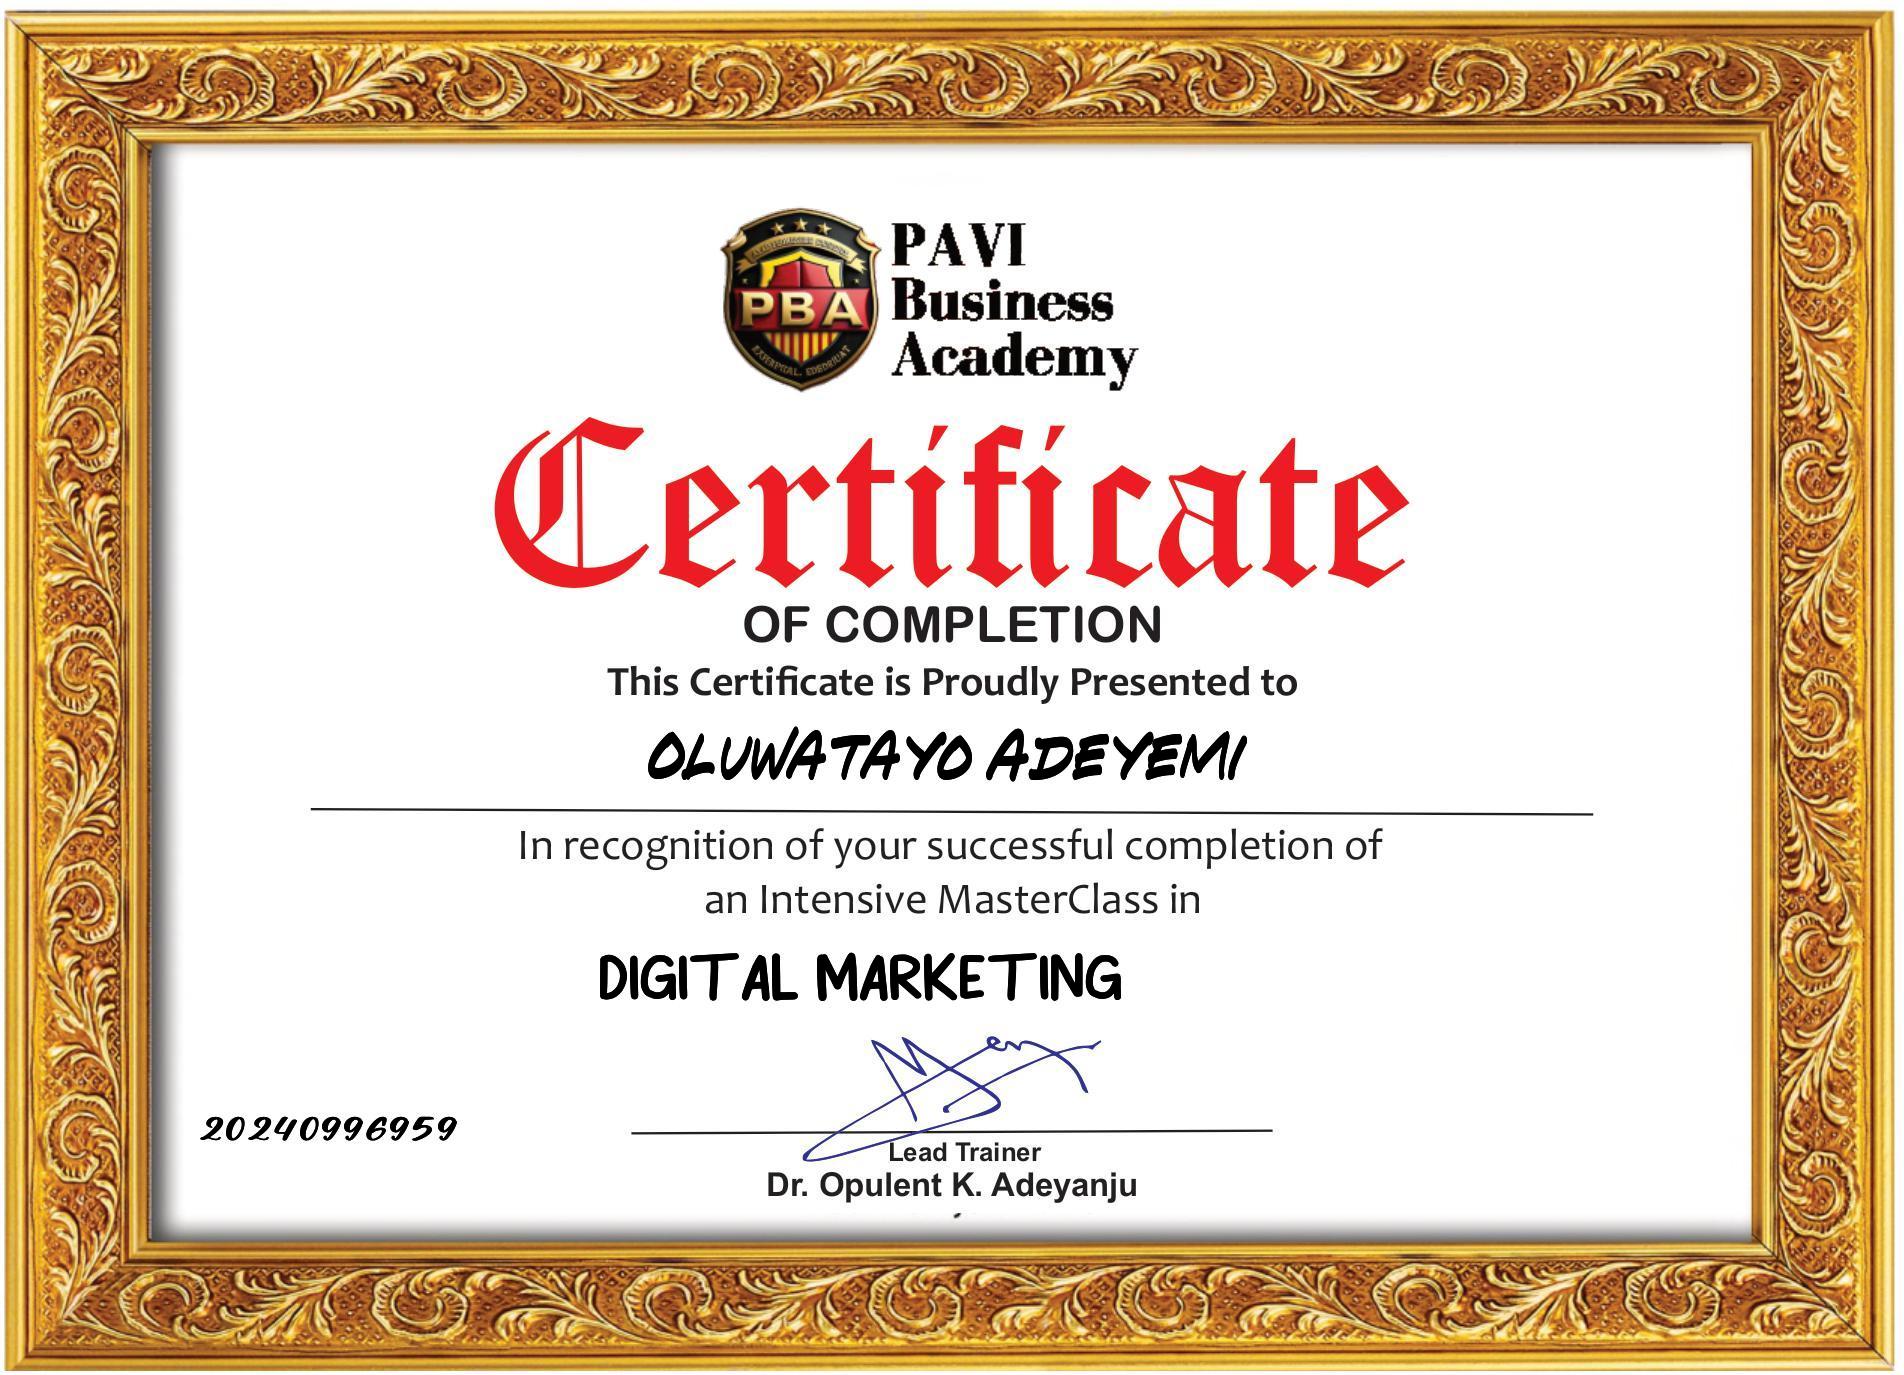 PBA
PAVI
Business
Academy
Certificate
OF COMPLETION
This Certificate is Proudly Presented to
OLUWATAYO ADEYEMI
In recognition of your successful completion of
an Intensive MasterClass in
DIGITAL MARKETING
20240996959
Lead Trainer
Dr. Opulent K. Adeyanju